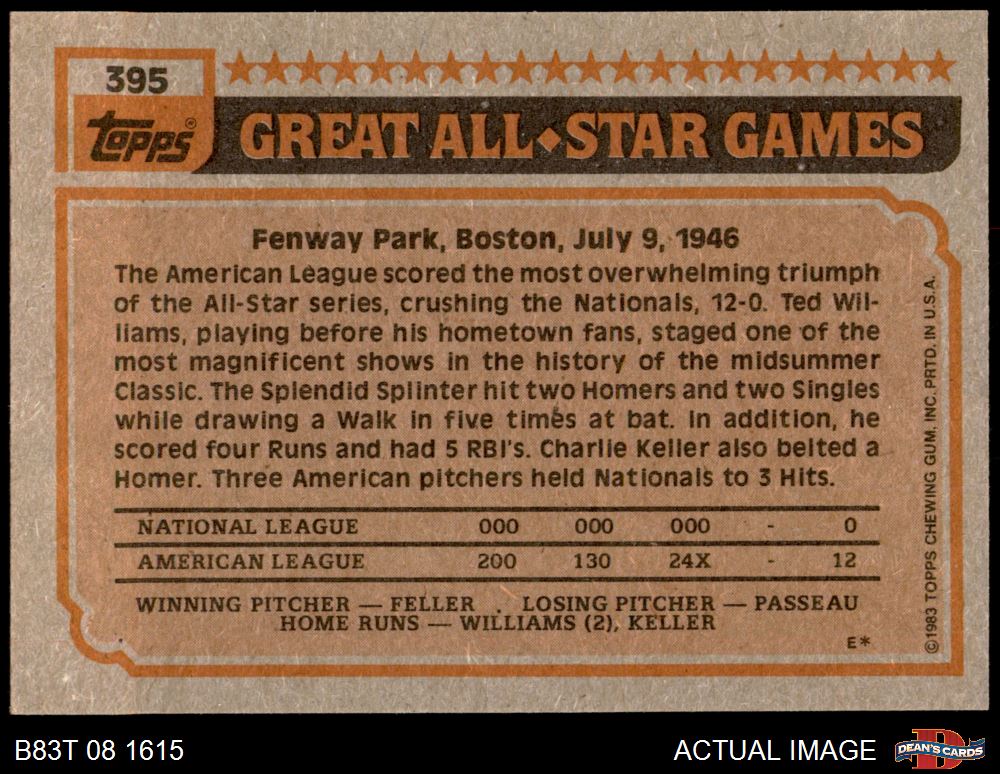 395
topps®
GREAT ALL◆STAR GAMES
Fenway Park, Boston, July 9, 1946
The American League scored the most overwhelming triumph
of the All-Star series, crushing the Nationals, 12-0. Ted Wil-
liams, playing before his hometown fans, staged one of the
most magnificent shows in the history of the midsummer
Classic. The Splendid Splinter hit two Homers and two Singles
while drawing a Walk in five times at bat. In addition, he
scored four Runs and had 5 RBI's. Charlie Keller also belted a
Homer. Three American pitchers held Nationals to 3 Hits.
NATIONAL LEAGUE 000 000 000 - 0
AMERICAN LEAGUE 200 130 24X - 12
WINNING PITCHER — FELLER . LOSING PITCHER — PASSEAU
HOME RUNS — WILLIAMS (2), KELLER
E*
©1983 TOPPS CHEWING GUM, INC. PRTD. IN U.S.A.
B83T 08 1615
ACTUAL IMAGE
D
DEAN'S CARDS